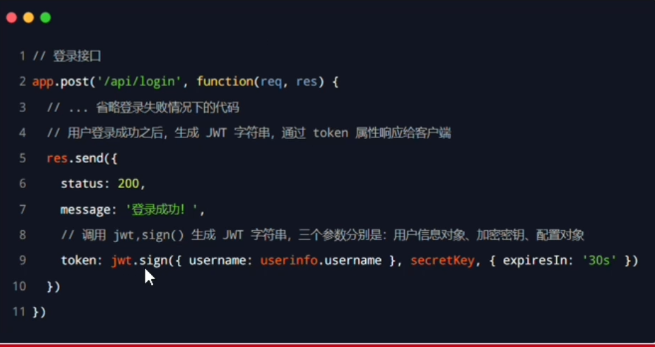 1 // 登录接口
2 app.post('/api/login', function(req, res) {
3 // ... 省略登录失败情况下的代码
4 // 用户登录成功之后，生成 JWT 字符串，通过 token 属性响应给客户端
5 res.send({
6 status: 200,
7 message: '登录成功！',
8 // 调用 jwt.sign() 生成 JWT 字符串，三个参数分别是：用户信息对象、加密密钥、配置对象
9 token: jwt.sign({ username: userinfo.username }, secretKey, { expiresIn: '30s' })
10 })
11 })